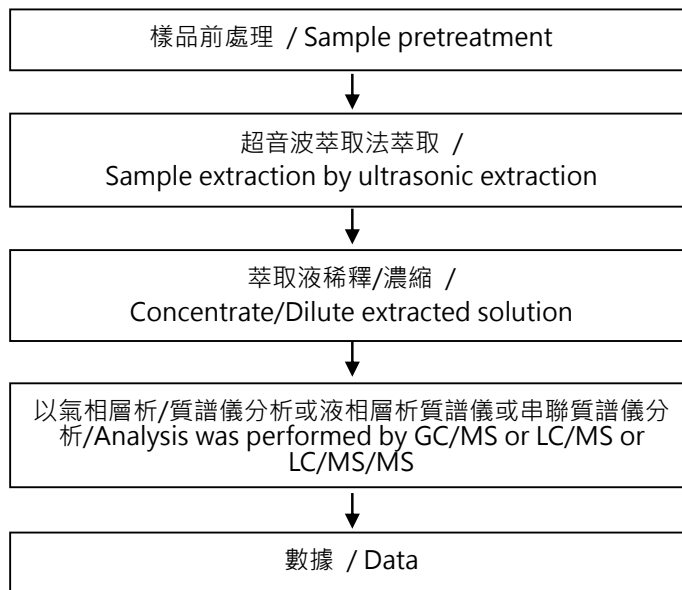 樣品前處理 / Sample pretreatment
超音波萃取法萃取 /
Sample extraction by ultrasonic extraction
萃取液稀釋/濃縮 /
Concentrate/Dilute extracted solution
以氣相層析/質譜儀分析或液相層析質譜儀或串聯質譜儀分
析/Analysis was performed by GC/MS or LC/MS or
LC/MS/MS
數據 / Data